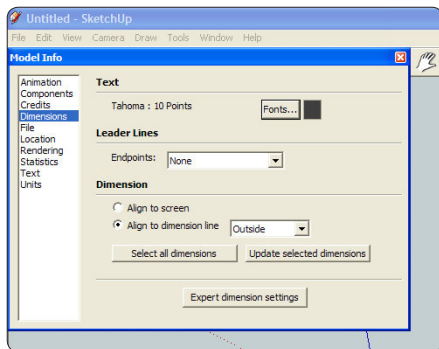 Untitled - SketchUp
File Edit View Camera Draw Tools Window Help
Model Info
Animation
Components
Credits
Dimensions
File
Location
Rendering
Statistics
Text
Units
Text
Tahoma : 10 Points
Fonts...
Leader Lines
Endpoints: None
Dimension
Align to screen
Align to dimension line Outside
Select all dimensions Update selected dimensions
Expert dimension settings